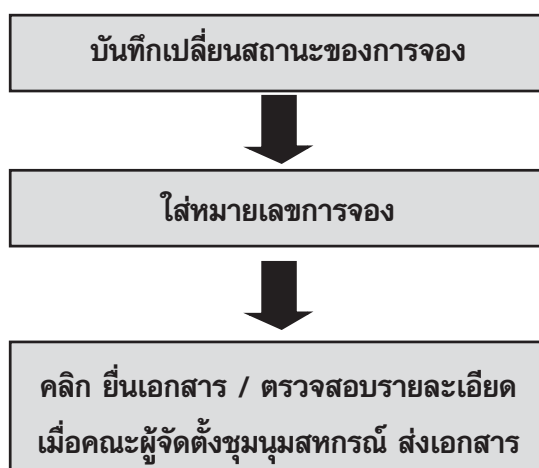 บันทึกเปลี่ยนสถานะของการจอง
ใส่หมายเลขการจอง
คลิก ยื่นเอกสาร / ตรวจสอบรายละเอียด
เมื่อคณะผู้จัดตั้งชุมนุมสหกรณ์ ส่งเอกสาร